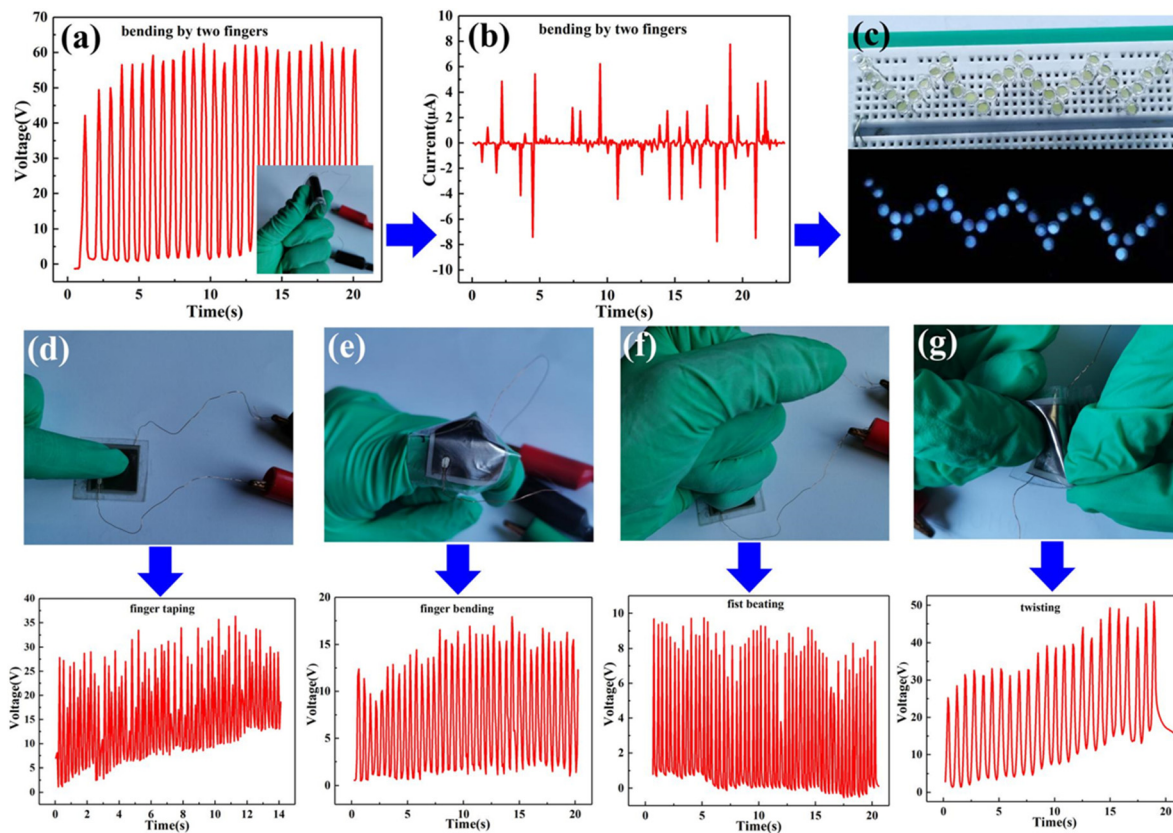 (a)
bending by two fingers
70
60
50
40
30
20
10
0
Voltage(V)
0 5 10 15 20
Time(s)
(b)
bending by two fingers
10
8
6
4
2
0
-2
-4
-6
-8
-10
Current(μA)
0 5 10 15 20
Time(s)
(c)
(d)
(e)
(f)
(g)
finger taping
40
35
30
25
20
15
10
5
0
Voltage(V)
0 2 4 6 8 10 12 14
Time(s)
finger bending
20
15
10
5
0
Voltage(V)
0 5 10 15 20
Time(s)
fist beating
10
8
6
4
2
0
Voltage(V)
0 5 10 15 20
Time(s)
twisting
50
40
30
20
10
0
Voltage(V)
0 5 10 15 20
Time(s)